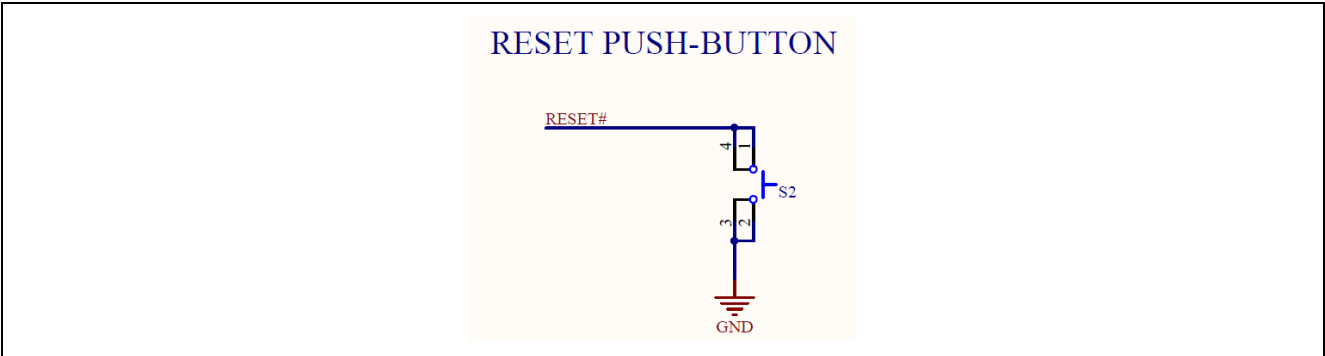 RESET PUSH-BUTTON
RESET#
4 1
S2
3 2
GND